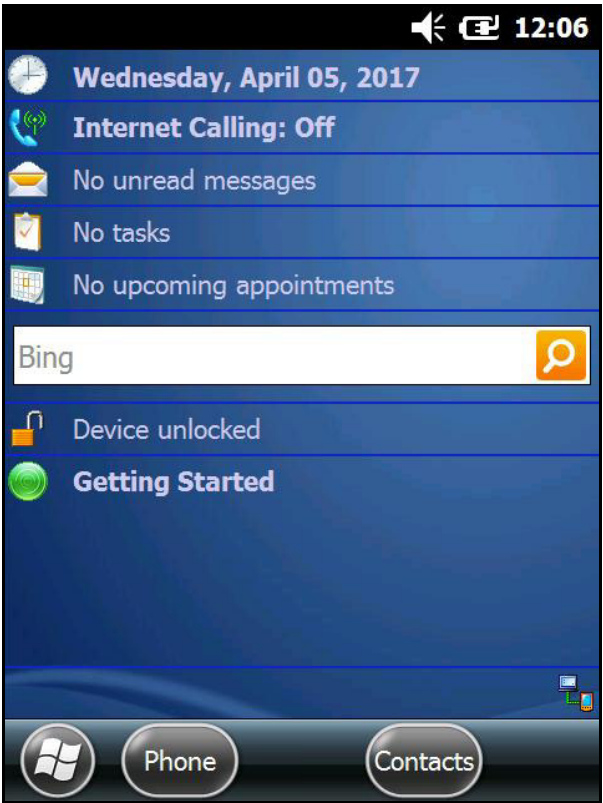 12:06
Wednesday, April 05, 2017
Internet Calling: Off
No unread messages
No tasks
No upcoming appointments
Bing
Device unlocked
Getting Started
Phone
Contacts